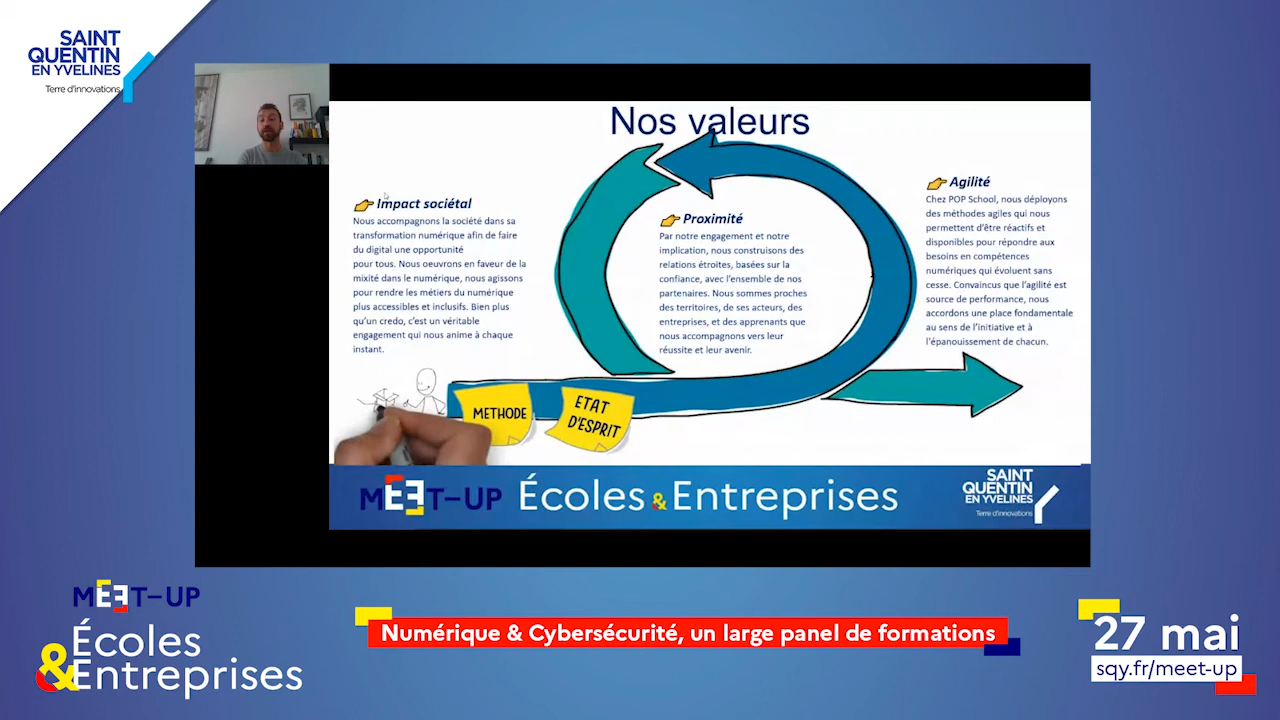 SAINT
QUENTIN
EN YVELINES
Terre d'innovations
Nos valeurs
Impact sociétal
Nous accompagnons la société dans sa
transformation numérique afin de faire
du digital une opportunité
pour tous. Nous oeuvrons en faveur de la
mixité dans le numérique, nous agissons
pour rendre les métiers du numérique
plus accessibles et inclusifs. Bien plus
qu'un credo, c'est un véritable
engagement qui nous anime à chaque
instant.
Proximité
Par notre engagement et notre
implication, nous construisons des
relations étroites, basées sur la
confiance, avec l'ensemble de nos
partenaires. Nous sommes proches
des territoires, de ses acteurs, des
entreprises, et des apprenants que
nous accompagnons vers leur
réussite et leur avenir.
Agilité
Chez POP School, nous déployons
des méthodes agiles qui nous
permettent d'être réactifs et
disponibles pour répondre aux
besoins en compétences
numériques qui évoluent sans
cesse. Convaincus que l'agilité est
source de performance, nous
accordons une place fondamentale
au sens de l'initiative et à
l'épanouissement de chacun.
METHODE
ETAT
D'ESPRIT
MEET-UP Écoles & Entreprises
SAINT
QUENTIN
EN YVELINES
Terre d'innovations
MEET-UP
Écoles
& Entreprises
Numérique & Cybersécurité, un large panel de formations
27 mai
sqy.fr/meet-up